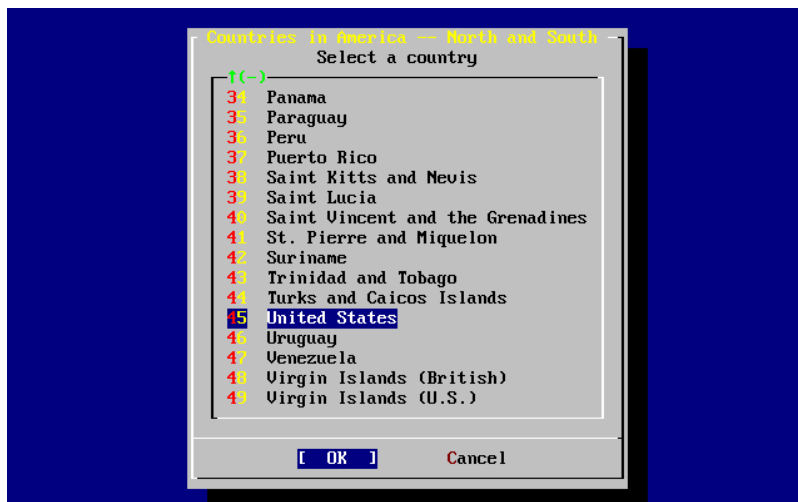 Countries in America -- North and South
Select a country
↑(-)
34 Panama
35 Paraguay
36 Peru
37 Puerto Rico
38 Saint Kitts and Nevis
39 Saint Lucia
40 Saint Vincent and the Grenadines
41 St. Pierre and Miquelon
42 Suriname
43 Trinidad and Tobago
44 Turks and Caicos Islands
45 United States
46 Uruguay
47 Venezuela
48 Virgin Islands (British)
49 Virgin Islands (U.S.)
[ OK ] Cancel